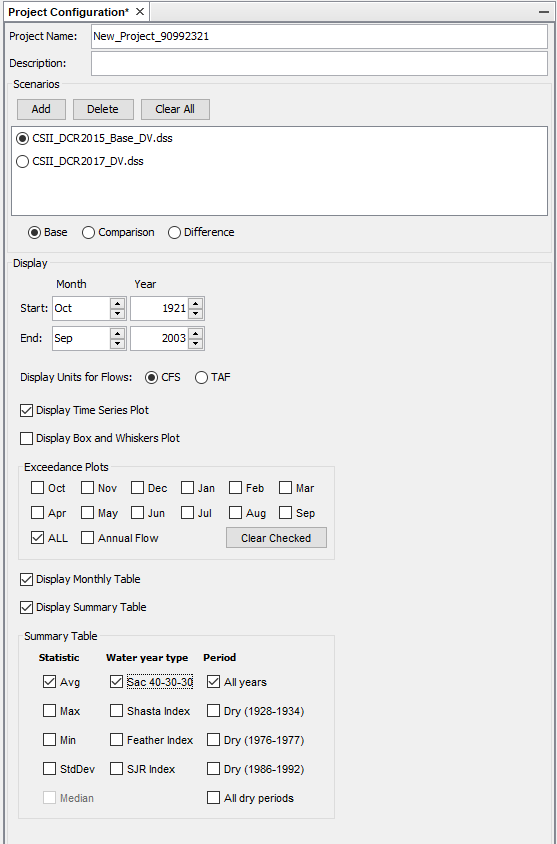 Project Configuration*
Project Name: New_Project_90992321
Description:
Scenarios
Add Delete Clear All
CSII_DCR2015_Base_DV.dss
CSII_DCR2017_DV.dss
Base Comparison Difference
Display
Month Year
Start: Oct 1921
End: Sep 2003
Display Units for Flows: CFS TAF
Display Time Series Plot
Display Box and Whiskers Plot
Exceedance Plots
Oct Nov Dec Jan Feb Mar
Apr May Jun Jul Aug Sep
ALL Annual Flow Clear Checked
Display Monthly Table
Display Summary Table
Summary Table
Statistic Water year type Period
Avg Sac 40-30-30 All years
Max Shasta Index Dry (1928-1934)
Min Feather Index Dry (1976-1977)
StdDev SJR Index Dry (1986-1992)
Median All dry periods